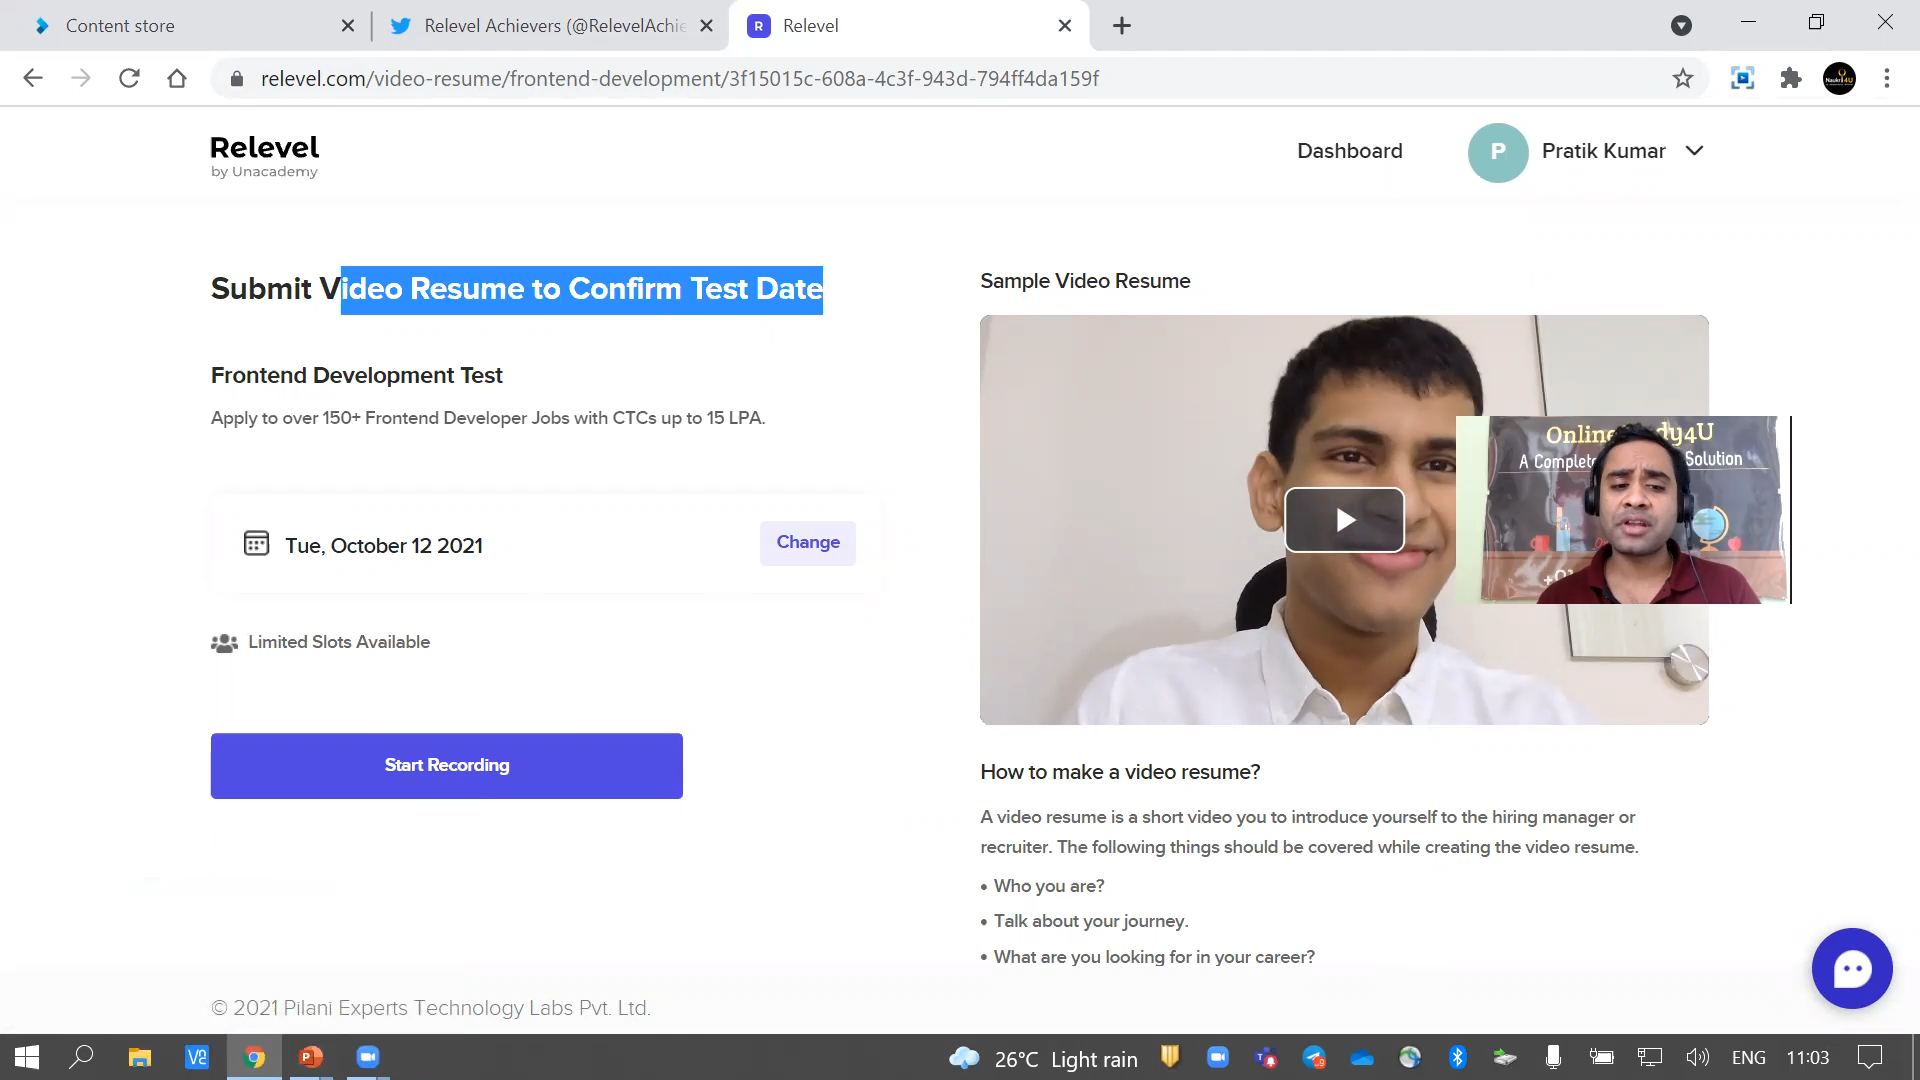 Content store
Relevel Achievers (@RelevelAchie
R
Relevel
relevel.com/video-resume/frontend-development/3f15015c-608a-4c3f-943d-794ff4da159f
Relevel
by Unacademy
Dashboard
P
Pratik Kumar
Submit Video Resume to Confirm Test Date
Frontend Development Test
Apply to over 150+ Frontend Developer Jobs with CTCs up to 15 LPA.
Tue, October 12 2021
Change
Limited Slots Available
Start Recording
Sample Video Resume
Online dy4U
A Complete Solution
How to make a video resume?
A video resume is a short video you to introduce yourself to the hiring manager or
recruiter. The following things should be covered while creating the video resume.
• Who you are?
• Talk about your journey.
• What are you looking for in your career?
© 2021 Pilani Experts Technology Labs Pvt. Ltd.
26°C Light rain
ENG
11:03